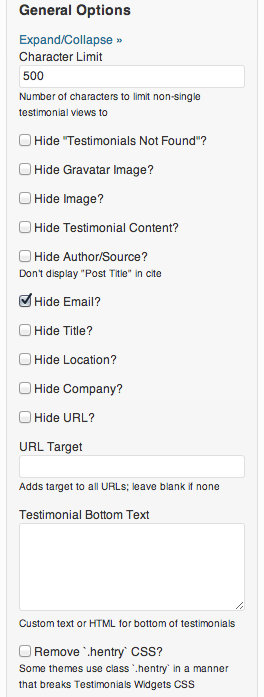 General Options
Expand/Collapse »
Character Limit
500
Number of characters to limit non-single
testimonial views to
Hide "Testimonials Not Found"?
Hide Gravatar Image?
Hide Image?
Hide Testimonial Content?
Hide Author/Source?
Don't display "Post Title" in cite
Hide Email?
Hide Title?
Hide Location?
Hide Company?
Hide URL?
URL Target
Adds target to all URLs; leave blank if none
Testimonial Bottom Text
Custom text or HTML for bottom of testimonials
Remove `.hentry` CSS?
Some themes use class `.hentry` in a manner
that breaks Testimonials Widgets CSS